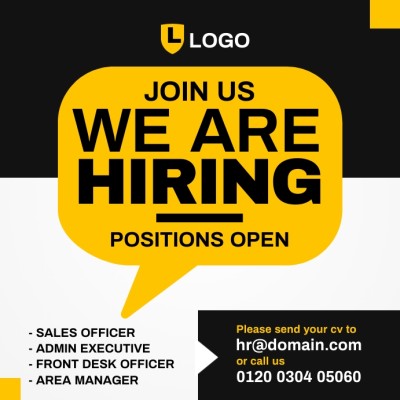 L LOGO
JOIN US
WE ARE
HIRING
POSITIONS OPEN
- SALES OFFICER
- ADMIN EXECUTIVE
- FRONT DESK OFFICER
- AREA MANAGER
Please send your cv to
hr@domain.com
or call us
0120 0304 05060